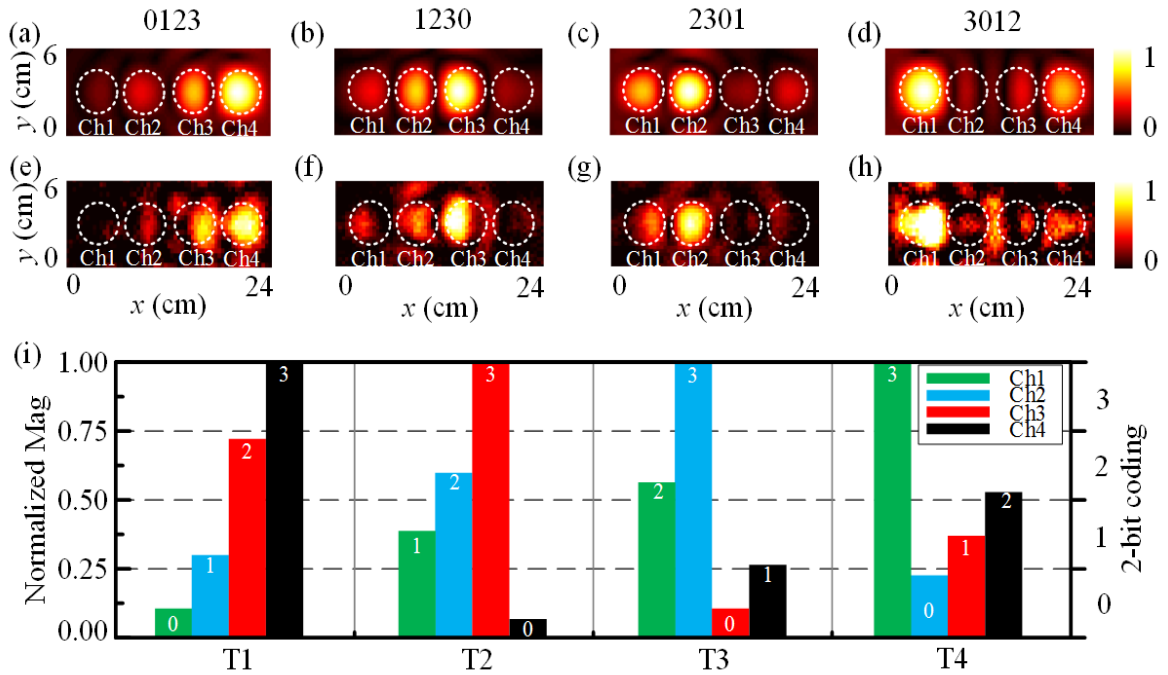 0123 1230 2301 3012
(a) (b) (c) (d)
y (cm)
6
0
Ch1 Ch2 Ch3 Ch4
Ch1 Ch2 Ch3 Ch4
Ch1 Ch2 Ch3 Ch4
Ch1 Ch2 Ch3 Ch4
1
0
(e) (f) (g) (h)
y (cm)
6
0
Ch1 Ch2 Ch3 Ch4
Ch1 Ch2 Ch3 Ch4
Ch1 Ch2 Ch3 Ch4
Ch1 Ch2 Ch3 Ch4
1
0
0 24 0 24 0 24 0 24
x (cm) x (cm) x (cm) x (cm)
(i)
Normalized Mag
1.00
0.75
0.50
0.25
0.00
0 1 2 3
1 2 3 0
2 3 0 1
3 0 1 2
Ch1
Ch2
Ch3
Ch4
3
2
1
0
2-bit coding
T1 T2 T3 T4